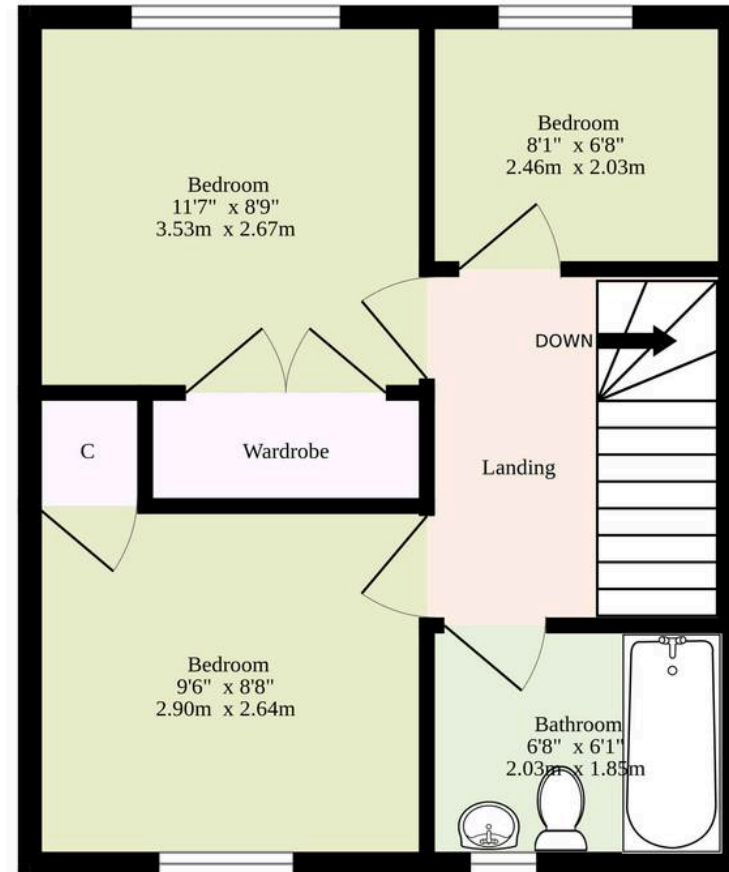 Bedroom
11'7" x 8'9"
3.53m x 2.67m
Bedroom
8'1" x 6'8"
2.46m x 2.03m
DOWN
C
Wardrobe
Landing
Bedroom
9'6" x 8'8"
2.90m x 2.64m
Bathroom
6'8" x 6'1"
2.03m x 1.85m